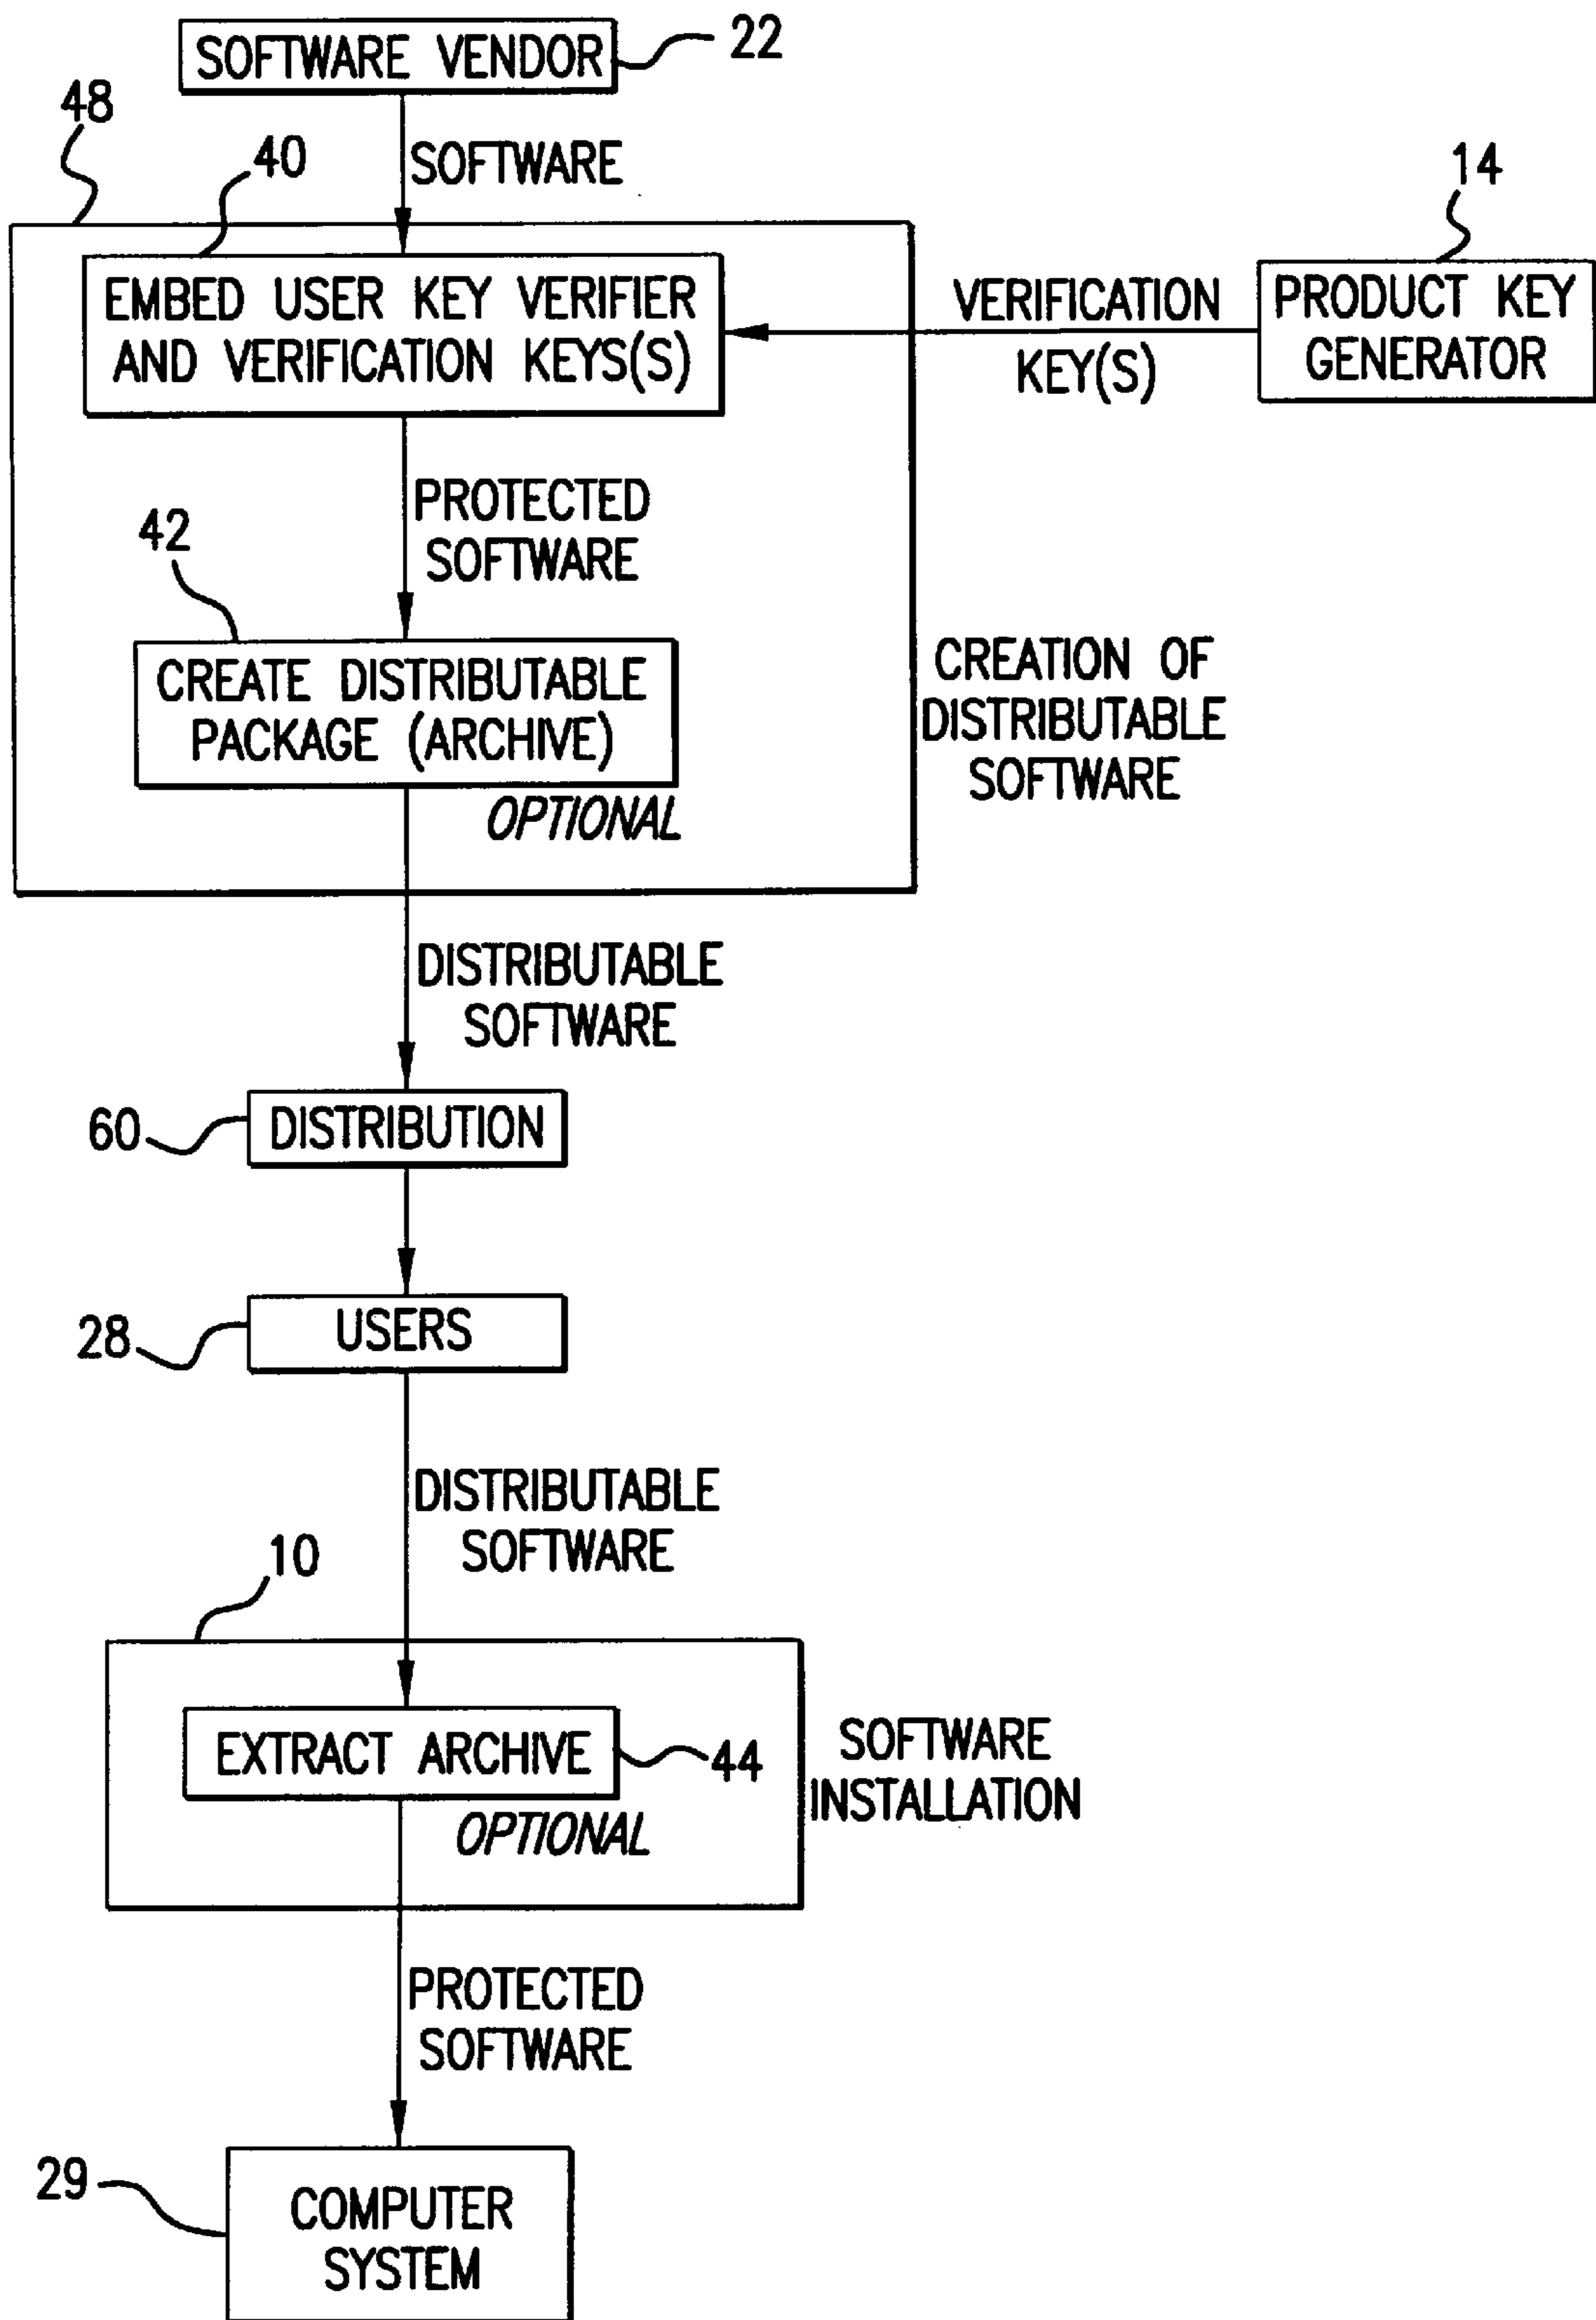 SOFTWARE VENDOR
22
48
40
SOFTWARE
14
EMBED USER KEY VERIFIER
AND VERIFICATION KEYS(S)
VERIFICATION
KEY(S)
PRODUCT KEY
GENERATOR
PROTECTED
SOFTWARE
42
CREATE DISTRIBUTABLE
PACKAGE (ARCHIVE)
OPTIONAL
CREATION OF
DISTRIBUTABLE
SOFTWARE
DISTRIBUTABLE
SOFTWARE
60
DISTRIBUTION
28
USERS
DISTRIBUTABLE
SOFTWARE
10
EXTRACT ARCHIVE
44
OPTIONAL
SOFTWARE
INSTALLATION
PROTECTED
SOFTWARE
29
COMPUTER
SYSTEM